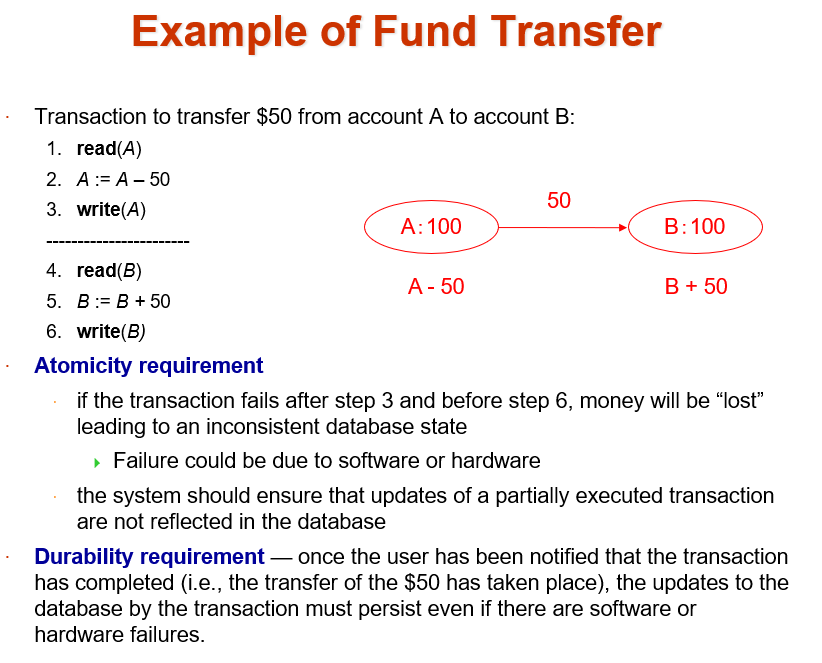 Example of Fund Transfer
Transaction to transfer $50 from account A to account B:
1. read(A)
2. A := A – 50
3. write(A)
-----------------------
4. read(B)
5. B := B + 50
6. write(B)
50
A:100
B:100
A - 50
B + 50
Atomicity requirement
if the transaction fails after step 3 and before step 6, money will be “lost”
leading to an inconsistent database state
Failure could be due to software or hardware
the system should ensure that updates of a partially executed transaction
are not reflected in the database
Durability requirement — once the user has been notified that the transaction
has completed (i.e., the transfer of the $50 has taken place), the updates to the
database by the transaction must persist even if there are software or
hardware failures.